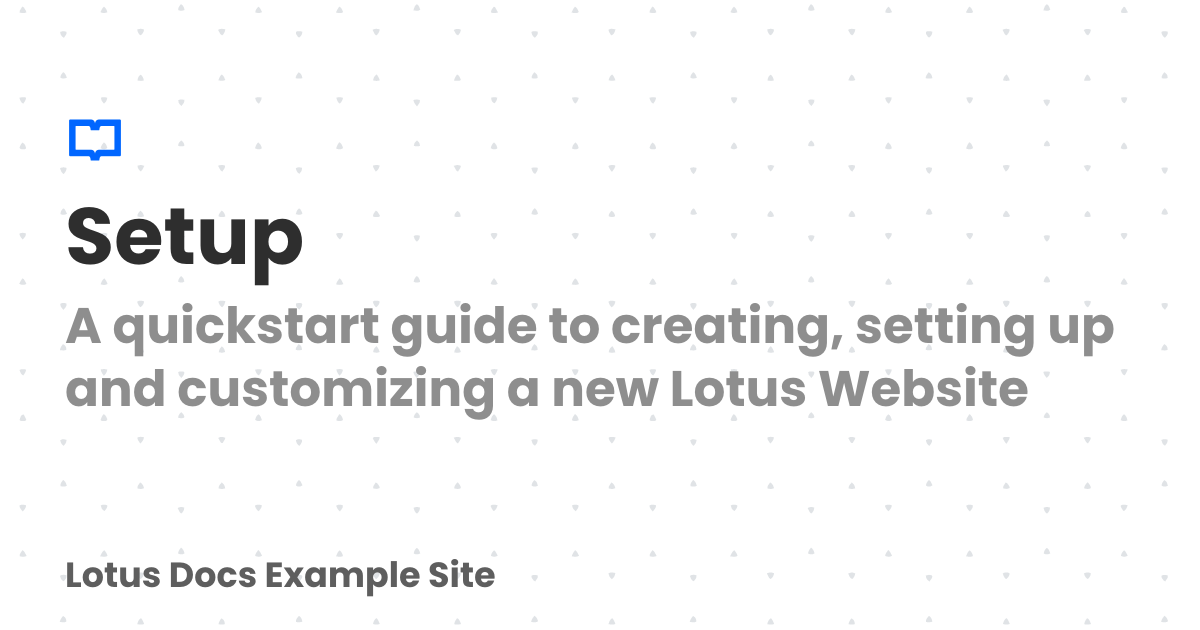 Setup
A quickstart guide to creating, setting up
and customizing a new Lotus Website
Lotus Docs Example Site